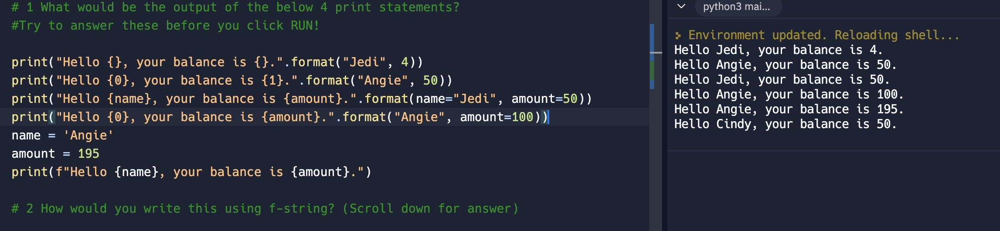 # 1 What would be the output of the below 4 print statements?
#Try to answer these before you click RUN!
print("Hello {}, your balance is {}.".format("Jedi", 4))
print("Hello {0}, your balance is {1}.".format("Angie", 50))
print("Hello {name}, your balance is {amount}.".format(name="Jedi", amount=50))
print("Hello {0}, your balance is {amount}.".format("Angie", amount=100))
name = 'Angie'
amount = 195
print(f"Hello {name}, your balance is {amount}.")
# 2 How would you write this using f-string? (Scroll down for answer)
python3 mai...
Environment updated. Reloading shell...
Hello Jedi, your balance is 4.
Hello Angie, your balance is 50.
Hello Jedi, your balance is 50.
Hello Angie, your balance is 100.
Hello Angie, your balance is 195.
Hello Cindy, your balance is 50.